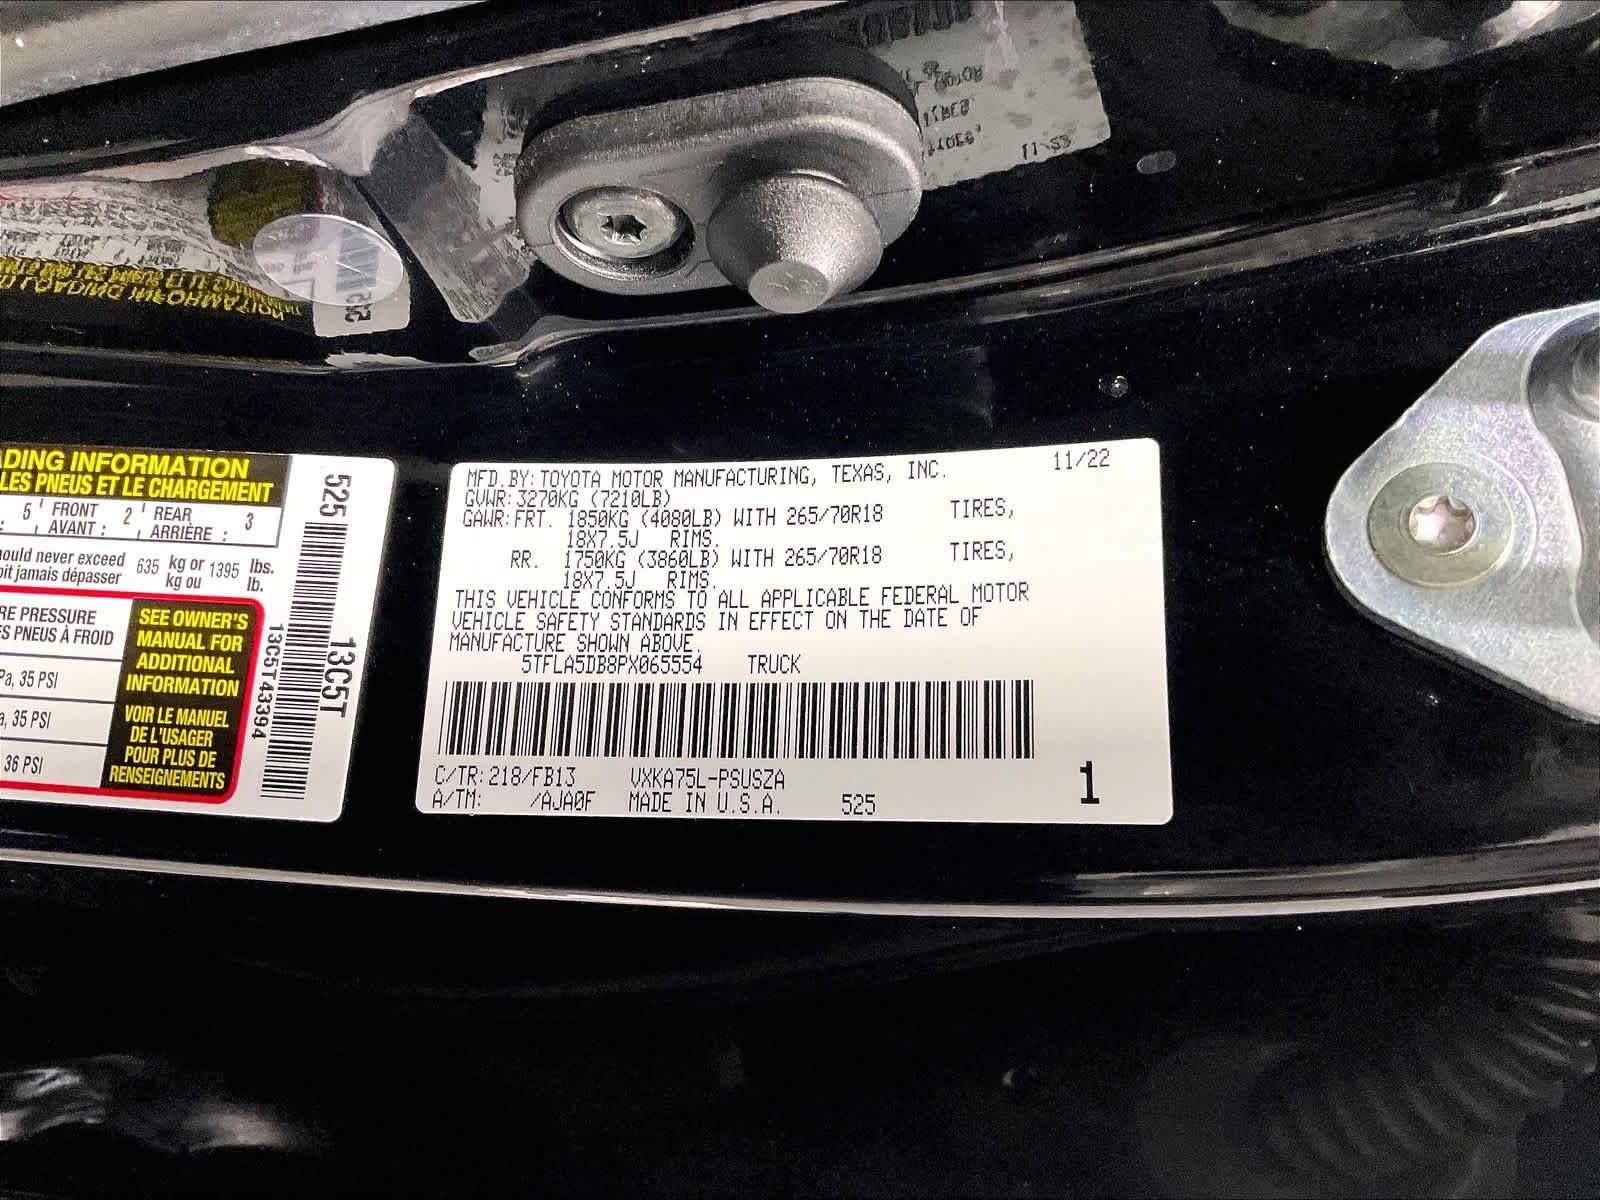 ADING INFORMATION
LES PNEUS ET LE CHARGEMENT
: 5 FRONT AVANT : 2 REAR ARRIÈRE : 3
ould never exceed 635 kg or 1395 lbs.
oit jamais dépasser kg ou lb.
RE PRESSURE
ES PNEUS À FROID
Pa, 35 PSI
a, 35 PSI
36 PSI
SEE OWNER'S
MANUAL FOR
ADDITIONAL
INFORMATION
VOIR LE MANUEL
DE L'USAGER
POUR PLUS DE
RENSEIGNEMENTS
525
13C5T
13C5T43394
MFD.BY:TOYOTA MOTOR MANUFACTURING, TEXAS, INC. 11/22
GVWR:3270KG (7210LB)
GAWR:FRT. 1850KG (4080LB) WITH 265/70R18 TIRES,
18X7.5J RIMS.
RR. 1750KG (3860LB) WITH 265/70R18 TIRES,
18X7.5J RIMS.
THIS VEHICLE CONFORMS TO ALL APPLICABLE FEDERAL MOTOR
VEHICLE SAFETY STANDARDS IN EFFECT ON THE DATE OF
MANUFACTURE SHOWN ABOVE.
5TFLA5DB8PX065554 TRUCK
C/TR:218/FB13 VXKA75L-PSUSZA
A/TM: /AJA0F MADE IN U.S.A. 525
1